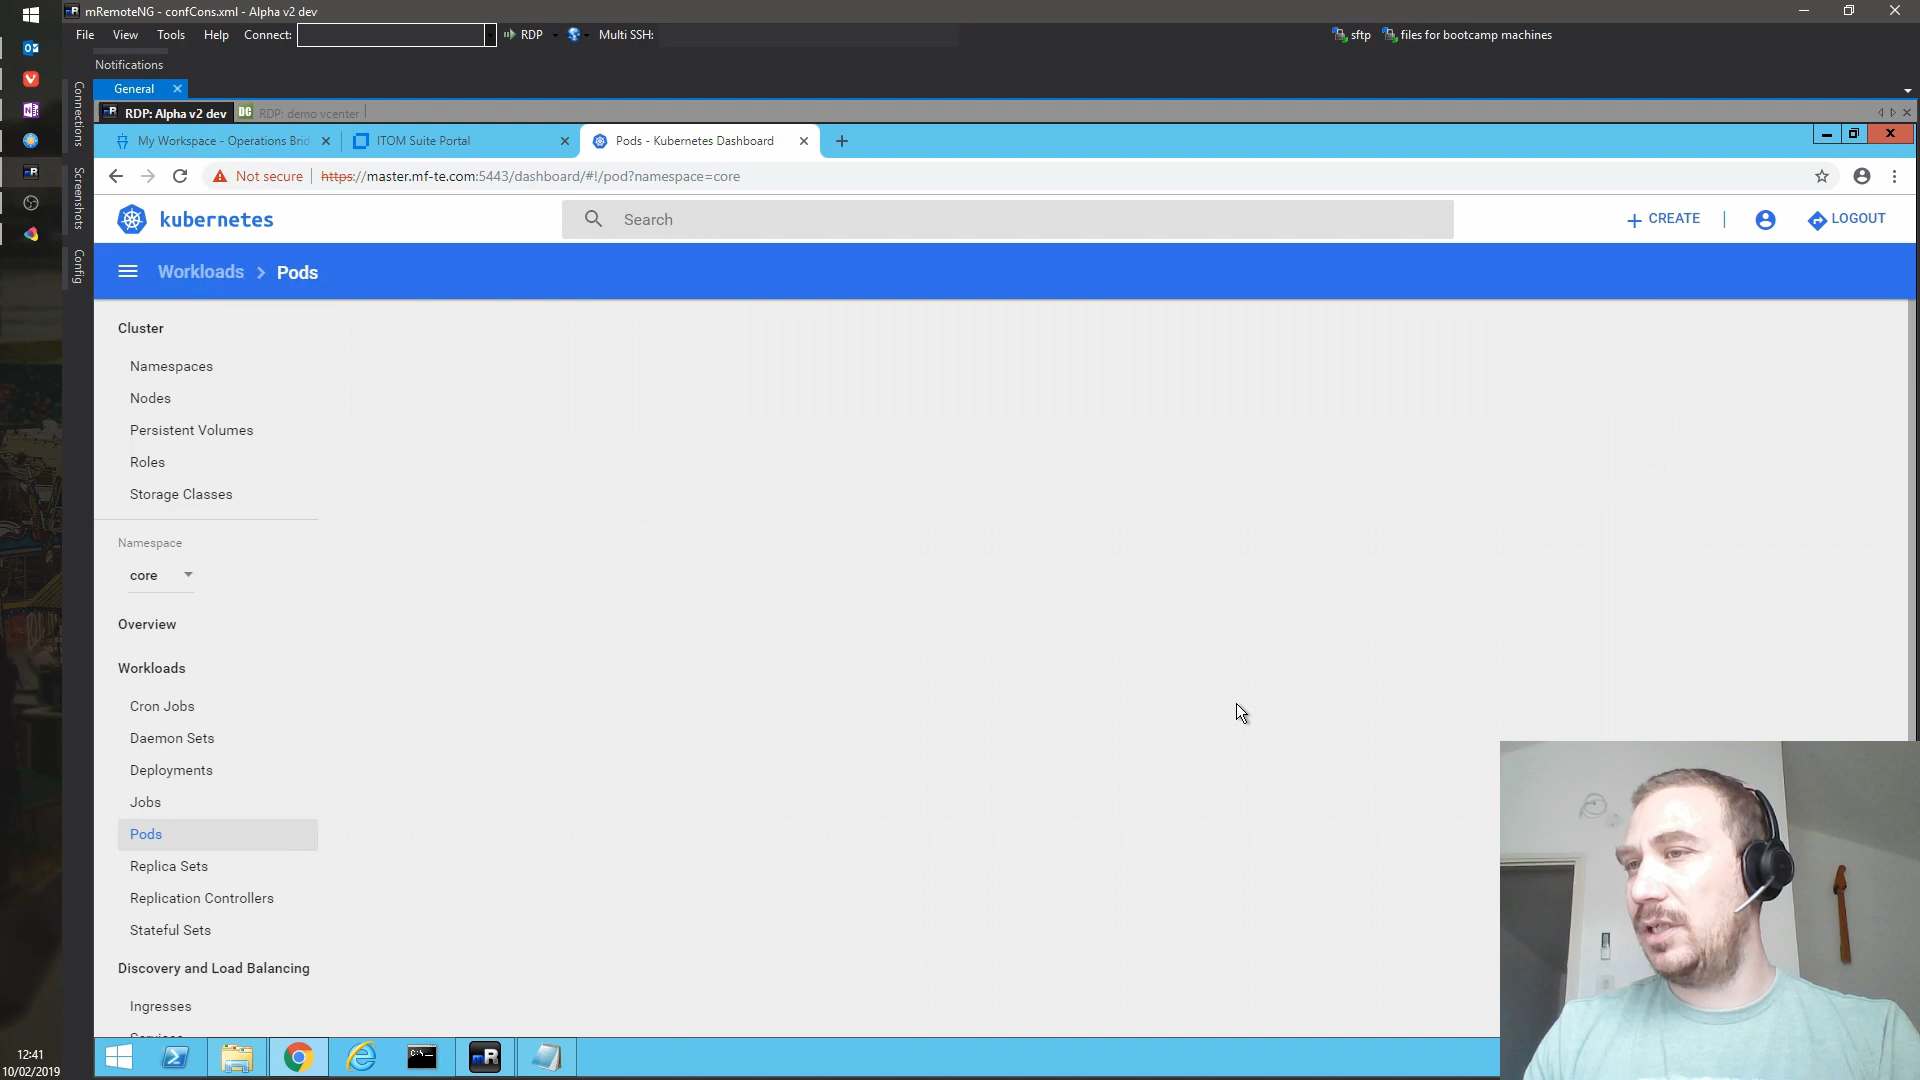 mRemoteNG - confCons.xml - Alpha v2 dev
File View Tools Help Connect: RDP Multi SSH: sftp files for bootcamp machines
Notifications
General
Connections
Screenshots
Config
RDP: Alpha v2 dev DC RDP: demo vcenter
My Workspace - Operations Brid ITOM Suite Portal Pods - Kubernetes Dashboard
Not secure https://master.mf-te.com:5443/dashboard/#!/pod?namespace=core
kubernetes Search CREATE LOGOUT
Workloads > Pods
Cluster
Namespaces
Nodes
Persistent Volumes
Roles
Storage Classes
Namespace
core
Overview
Workloads
Cron Jobs
Daemon Sets
Deployments
Jobs
Pods
Replica Sets
Replication Controllers
Stateful Sets
Discovery and Load Balancing
Ingresses
Services
12:41
10/02/2019